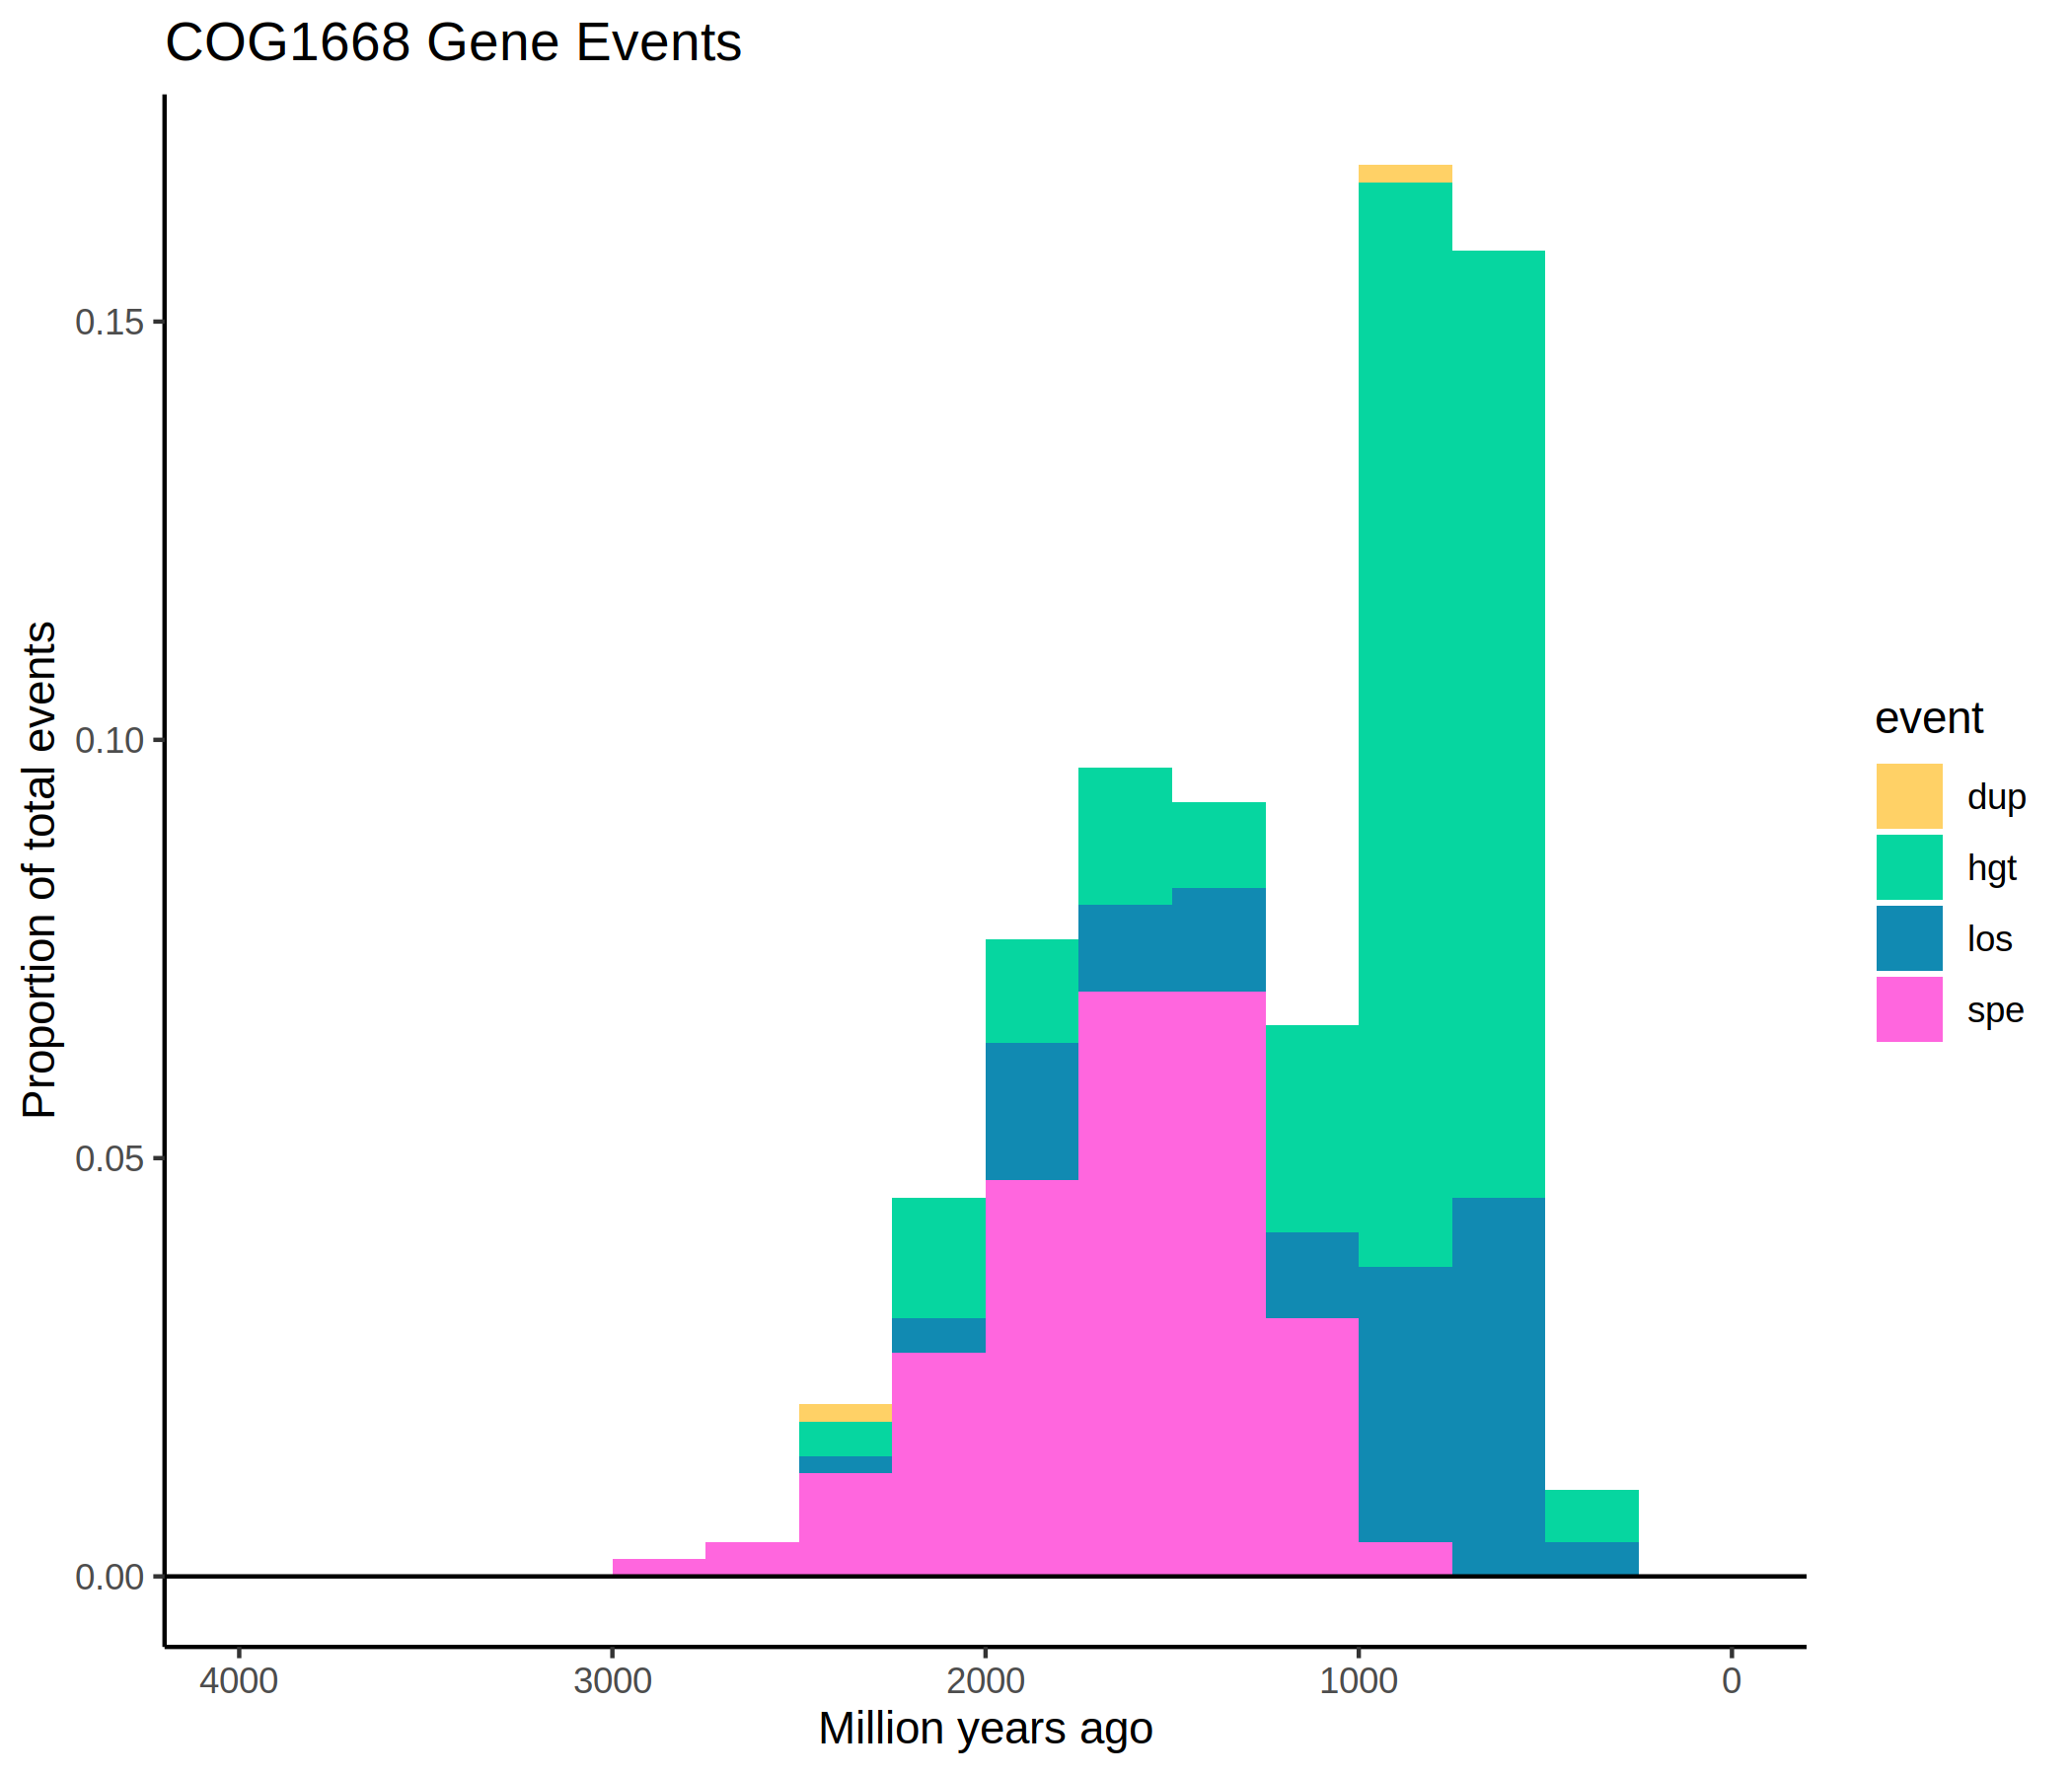 COG1668 Gene Events
Proportion of total events
0.15
0.10
0.05
0.00
4000 3000 2000 1000 0
Million years ago
event
dup
hgt
los
spe